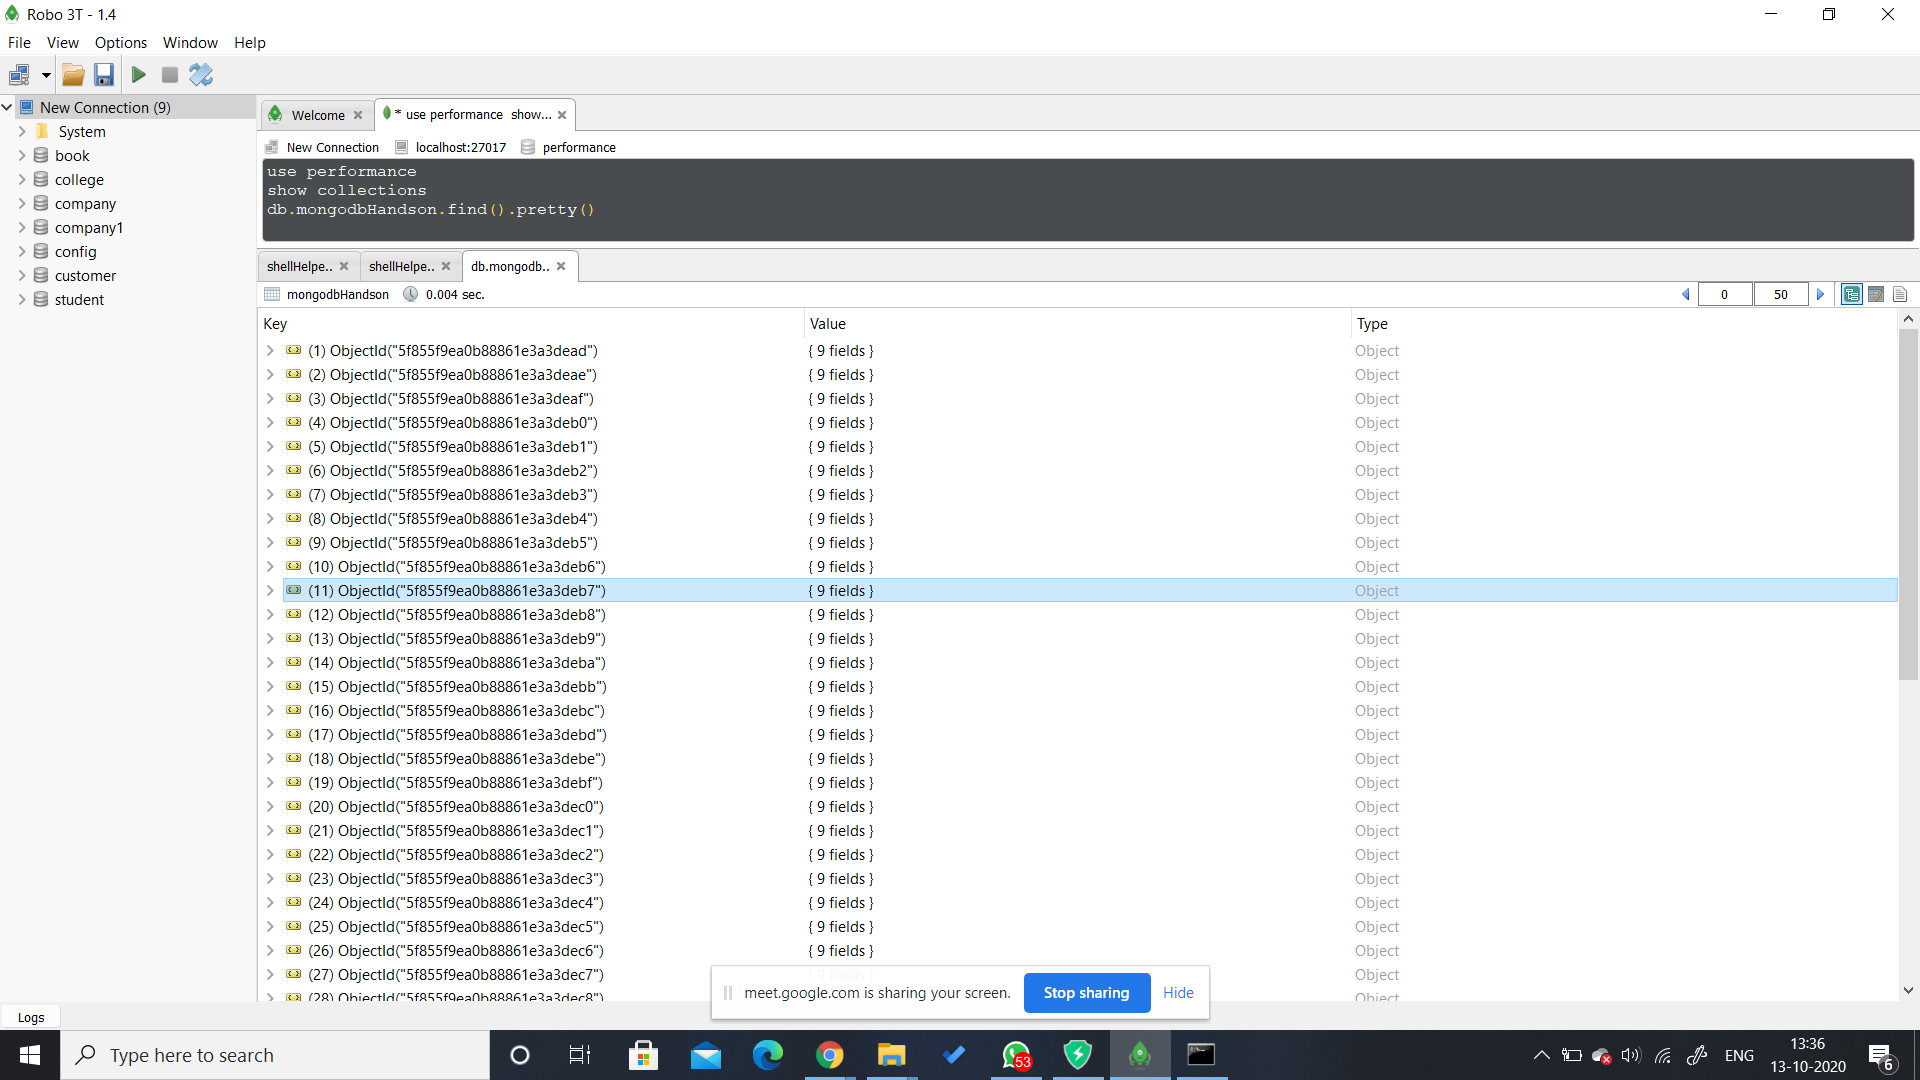 Robo 3T - 1.4
File View Options Window Help
New Connection (9)
System
book
college
company
company1
config
customer
student
Welcome
* use performance show...
New Connection localhost:27017 performance
use performance
show collections
db.mongodbHandson.find().pretty()
shellHelpe.. shellHelpe.. db.mongodb..
mongodbHandson 0.004 sec. 0 50
Key Value Type
(1) ObjectId("5f855f9ea0b88861e3a3dead") { 9 fields } Object
(2) ObjectId("5f855f9ea0b88861e3a3deae") { 9 fields } Object
(3) ObjectId("5f855f9ea0b88861e3a3deaf") { 9 fields } Object
(4) ObjectId("5f855f9ea0b88861e3a3deb0") { 9 fields } Object
(5) ObjectId("5f855f9ea0b88861e3a3deb1") { 9 fields } Object
(6) ObjectId("5f855f9ea0b88861e3a3deb2") { 9 fields } Object
(7) ObjectId("5f855f9ea0b88861e3a3deb3") { 9 fields } Object
(8) ObjectId("5f855f9ea0b88861e3a3deb4") { 9 fields } Object
(9) ObjectId("5f855f9ea0b88861e3a3deb5") { 9 fields } Object
(10) ObjectId("5f855f9ea0b88861e3a3deb6") { 9 fields } Object
(11) ObjectId("5f855f9ea0b88861e3a3deb7") { 9 fields } Object
(12) ObjectId("5f855f9ea0b88861e3a3deb8") { 9 fields } Object
(13) ObjectId("5f855f9ea0b88861e3a3deb9") { 9 fields } Object
(14) ObjectId("5f855f9ea0b88861e3a3deba") { 9 fields } Object
(15) ObjectId("5f855f9ea0b88861e3a3debb") { 9 fields } Object
(16) ObjectId("5f855f9ea0b88861e3a3debc") { 9 fields } Object
(17) ObjectId("5f855f9ea0b88861e3a3debd") { 9 fields } Object
(18) ObjectId("5f855f9ea0b88861e3a3debe") { 9 fields } Object
(19) ObjectId("5f855f9ea0b88861e3a3debf") { 9 fields } Object
(20) ObjectId("5f855f9ea0b88861e3a3dec0") { 9 fields } Object
(21) ObjectId("5f855f9ea0b88861e3a3dec1") { 9 fields } Object
(22) ObjectId("5f855f9ea0b88861e3a3dec2") { 9 fields } Object
(23) ObjectId("5f855f9ea0b88861e3a3dec3") { 9 fields } Object
(24) ObjectId("5f855f9ea0b88861e3a3dec4") { 9 fields } Object
(25) ObjectId("5f855f9ea0b88861e3a3dec5") { 9 fields } Object
(26) ObjectId("5f855f9ea0b88861e3a3dec6") { 9 fields } Object
(27) ObjectId("5f855f9ea0b88861e3a3dec7") { 9 fields } Object
(28) ObjectId("5f855f9ea0b88861e3a3dec8") Object
meet.google.com is sharing your screen. Stop sharing Hide
Logs
Type here to search
53
ENG
13:36
13-10-2020
6